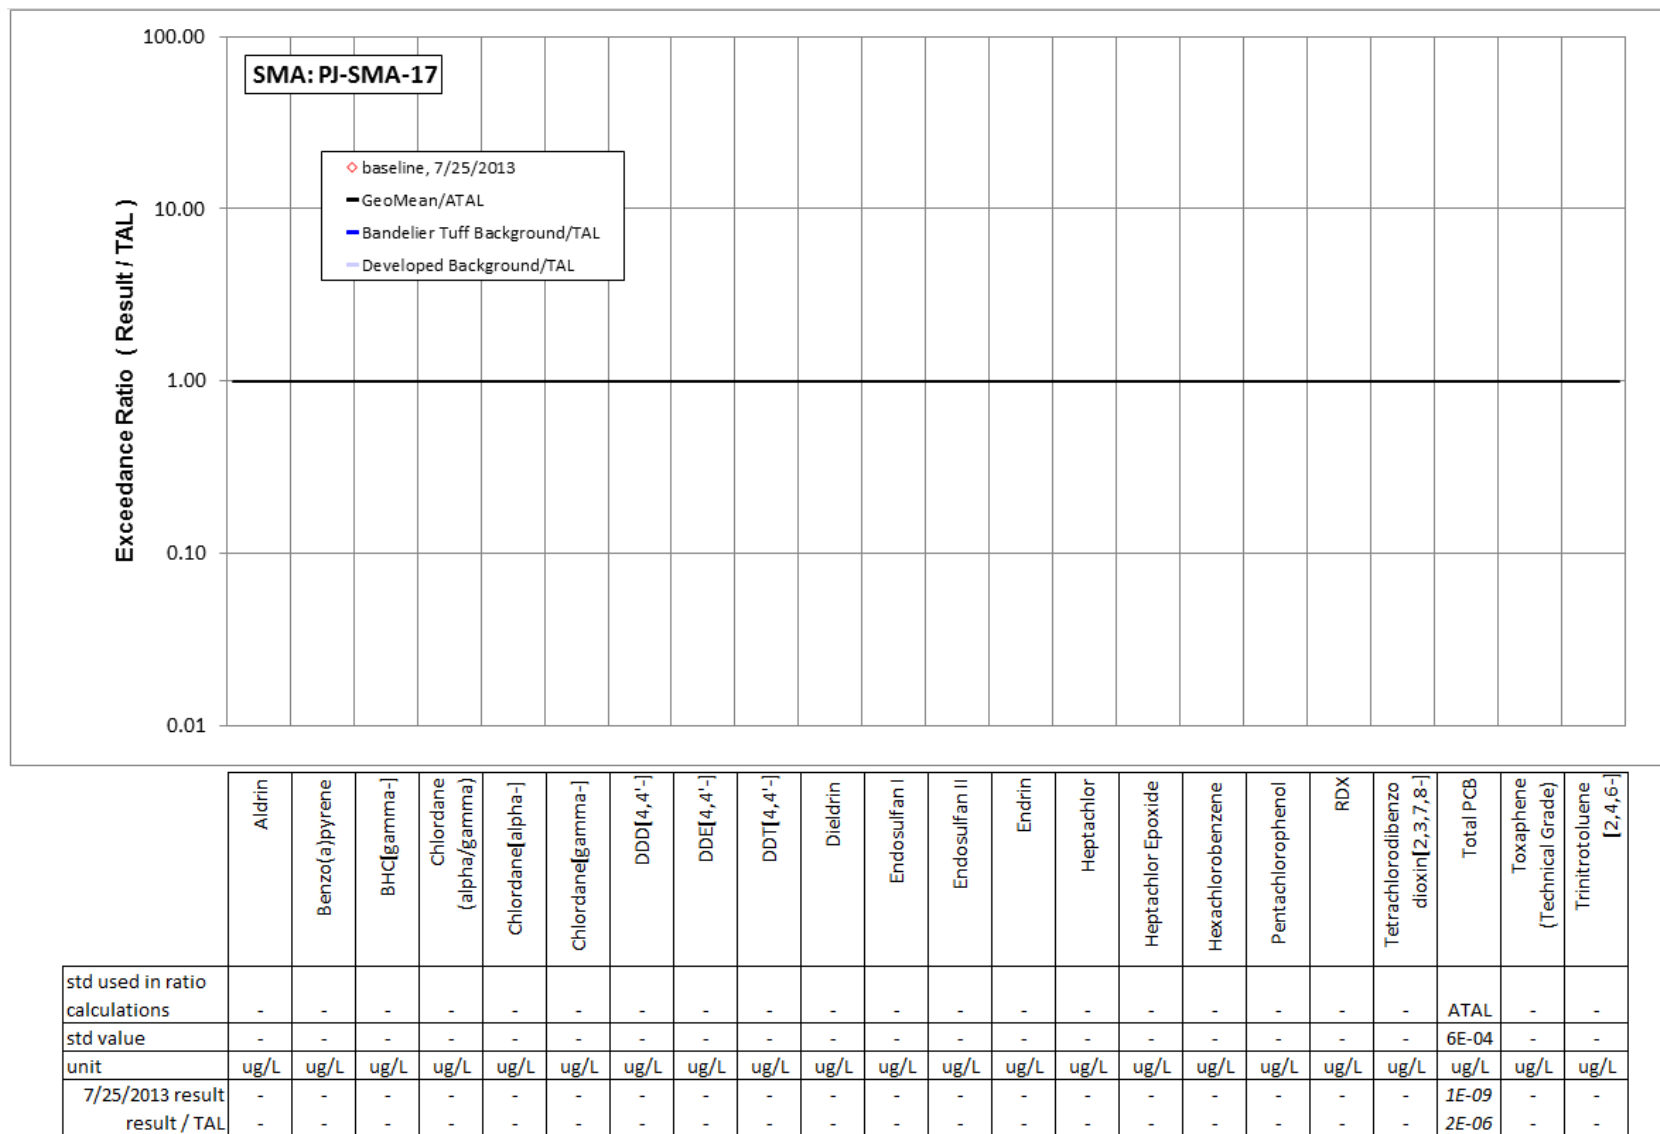 100.00
SMA: PJ-SMA-17
baseline, 7/25/2013
GeoMean/ATAL
Bandelier Tuff Background/TAL
Developed Background/TAL
Exceedance Ratio ( Result / TAL )
10.00
1.00
0.10
0.01
Aldrin
Benzo(a)pyrene
BHC[gamma-]
Chlordane
(alpha/gamma)
Chlordane[alpha-]
Chlordane[gamma-]
DDD[4,4'-]
DDE[4,4'-]
DDT[4,4'-]
Dieldrin
Endosulfan I
Endosulfan II
Endrin
Heptachlor
Heptachlor Epoxide
Hexachlorobenzene
Pentachlorophenol
RDX
Tetrachlorodibenzo
dioxin[2,3,7,8-]
Total PCB
Toxaphene
(Technical Grade)
Trinitrotoluene
[2,4,6-]
std used in ratio
calculations - - - - - - - - - - - - - - - - - - - ATAL - -
std value - - - - - - - - - - - - - - - - - - - 6E-04 - -
unit ug/L ug/L ug/L ug/L ug/L ug/L ug/L ug/L ug/L ug/L ug/L ug/L ug/L ug/L ug/L ug/L ug/L ug/L ug/L ug/L ug/L ug/L
7/25/2013 result - - - - - - - - - - - - - - - - - - - 1E-09 - -
result / TAL - - - - - - - - - - - - - - - - - - - 2E-06 - -